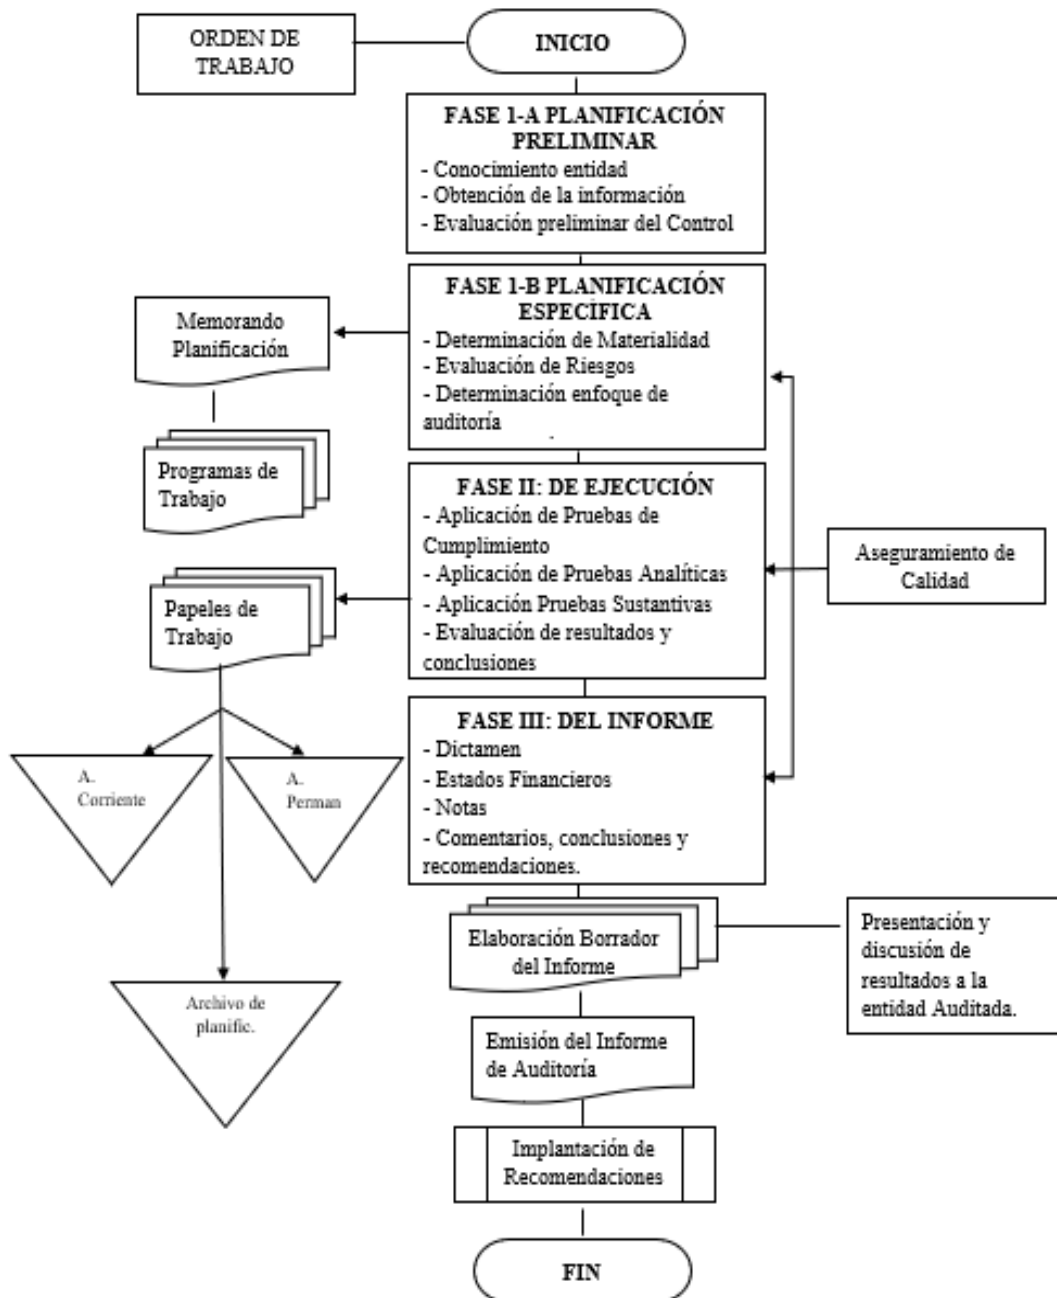 ORDEN DE
TRABAJO
INICIO
FASE 1-A PLANIFICACIÓN
PRELIMINAR
- Conocimiento entidad
- Obtención de la información
- Evaluación preliminar del Control
FASE 1-B PLANIFICACIÓN
ESPECÍFICA
- Determinación de Materialidad
- Evaluación de Riesgos
- Determinación enfoque de
auditoría
Memorando
Planificación
Programas de
Trabajo
FASE II: DE EJECUCIÓN
- Aplicación de Pruebas de
Cumplimiento
- Aplicación de Pruebas Analíticas
- Aplicación Pruebas Sustantivas
- Evaluación de resultados y
conclusiones
Aseguramiento de
Calidad
Papeles de
Trabajo
A.
Corriente
A.
Perman
Archivo de
planific.
FASE III: DEL INFORME
- Dictamen
- Estados Financieros
- Notas
- Comentarios, conclusiones y
recomendaciones.
Elaboración Borrador
del Informe
Presentación y
discusión de
resultados a la
entidad Auditada.
Emisión del Informe
de Auditoría
Implantación de
Recomendaciones
FIN